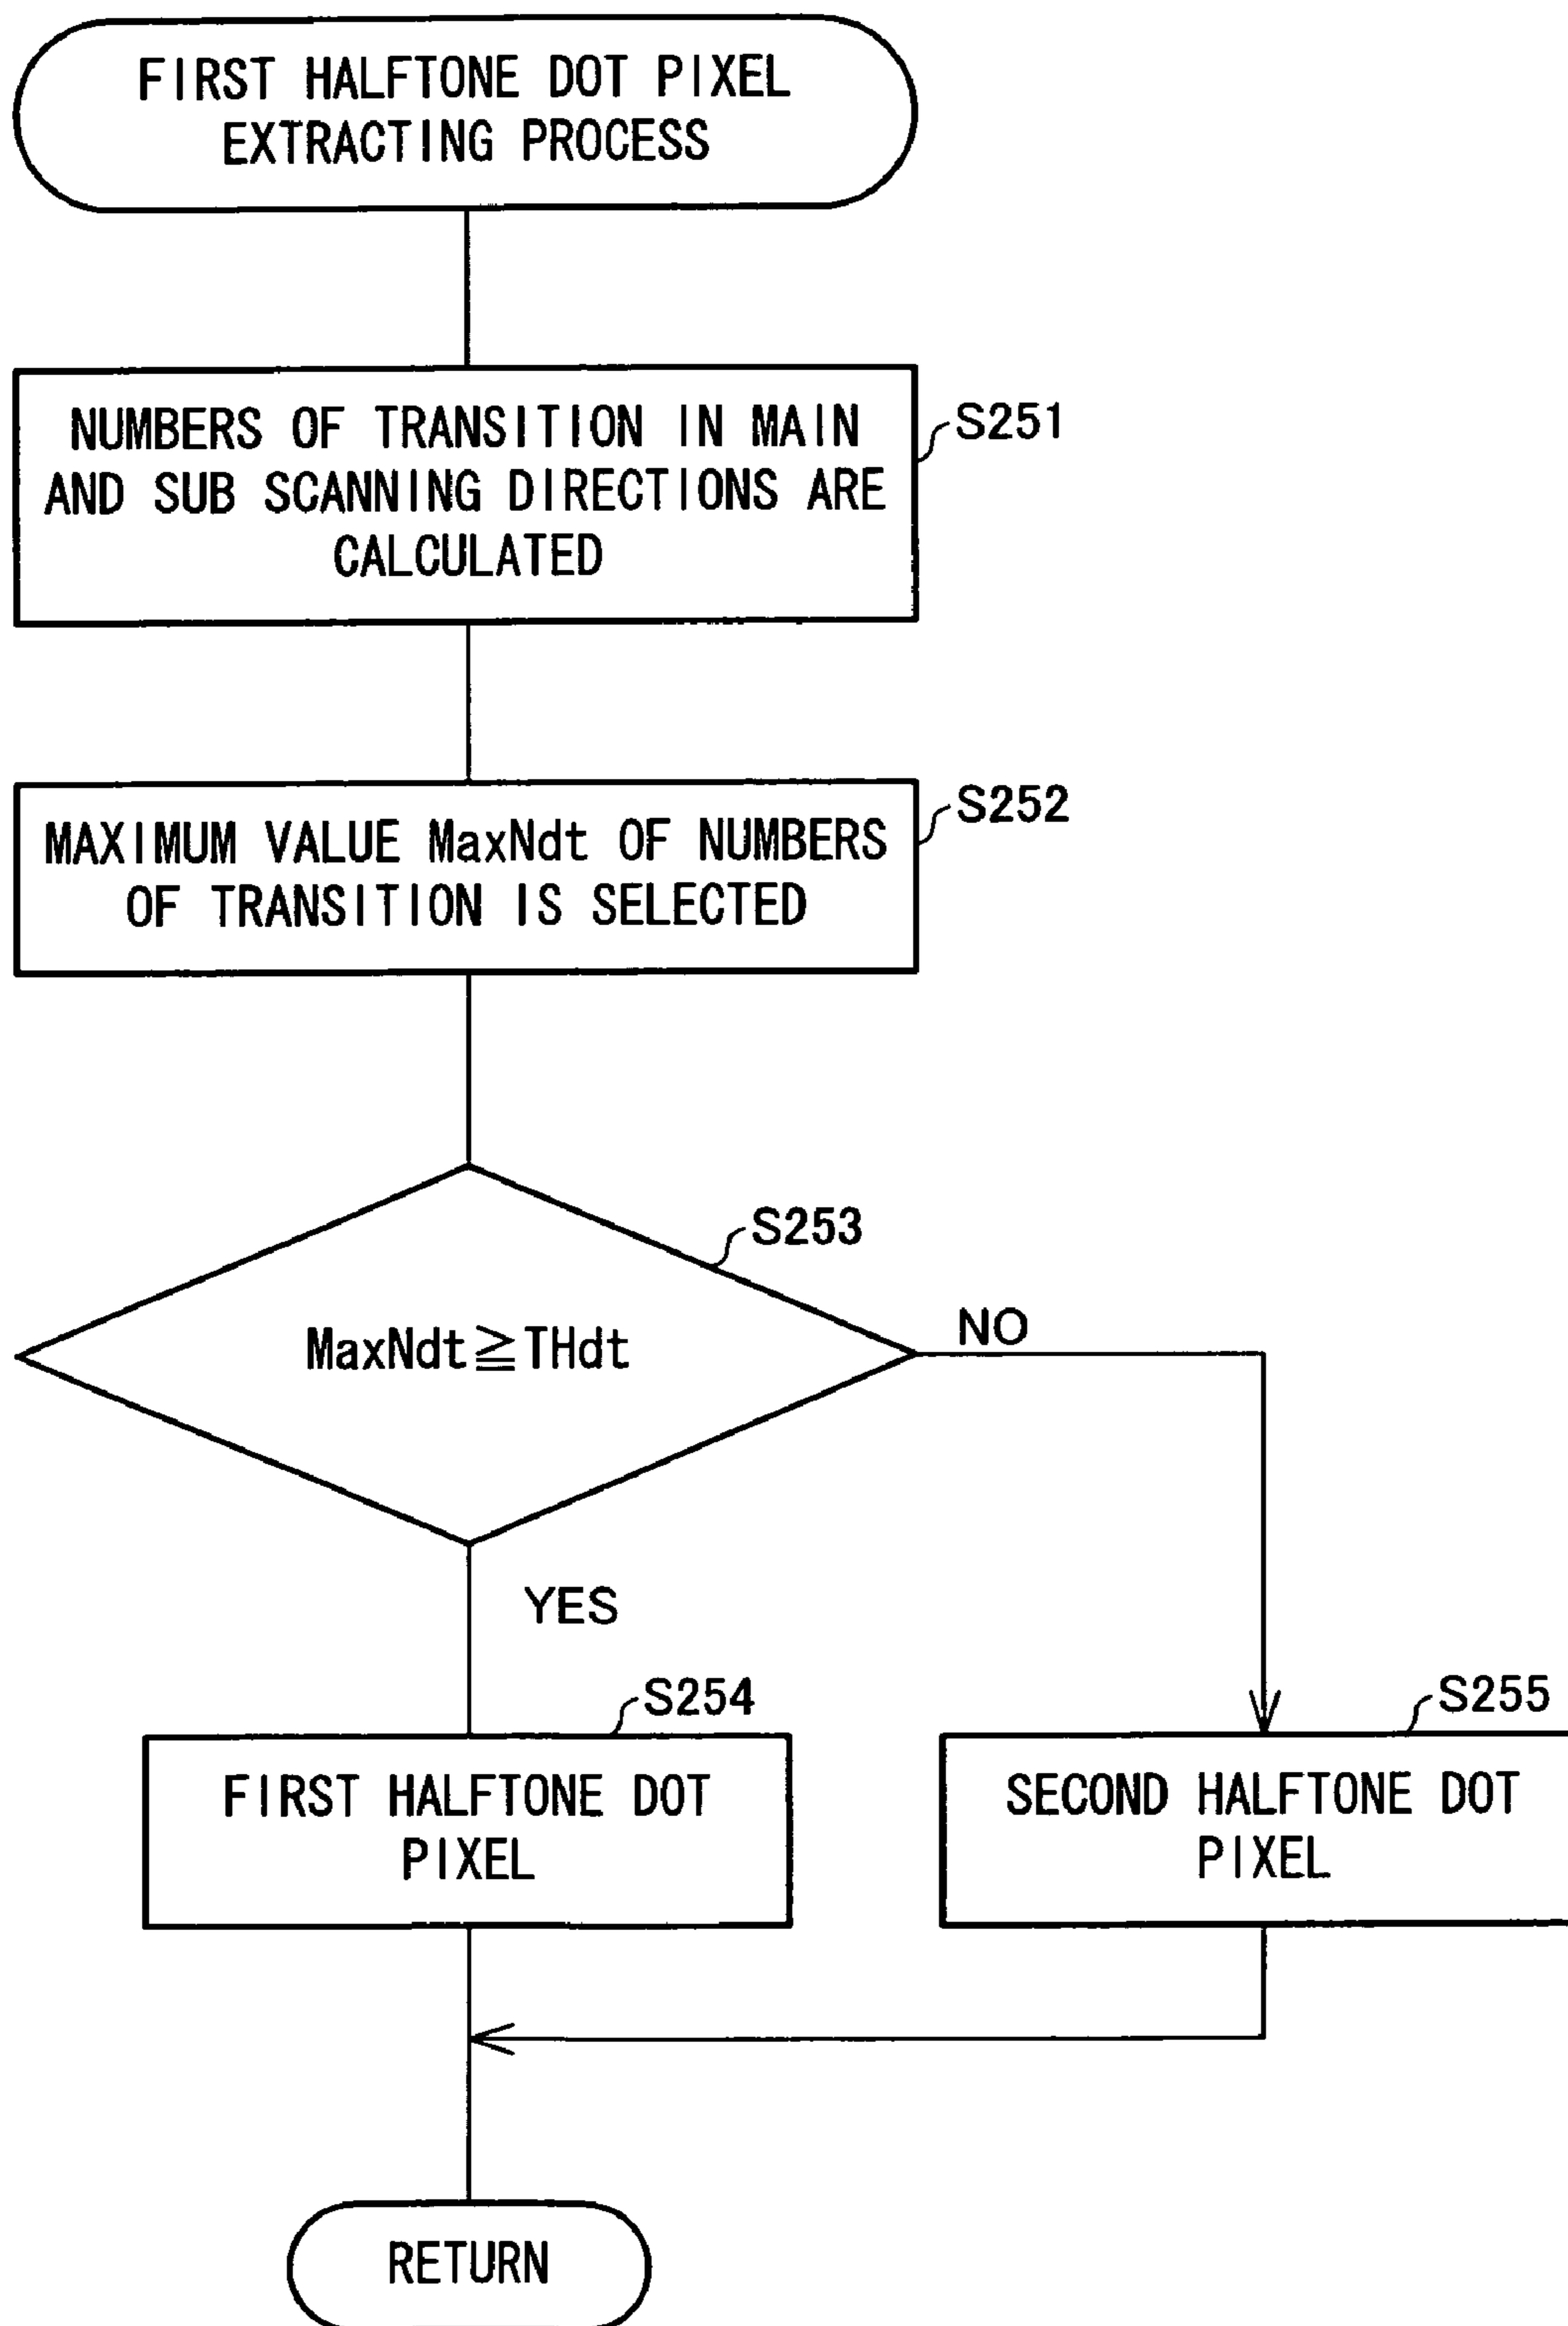 FIRST HALFTONE DOT PIXEL
EXTRACTING PROCESS
NUMBERS OF TRANSITION IN MAIN
AND SUB SCANNING DIRECTIONS ARE
CALCULATED
S251
MAXIMUM VALUE MaxNdt OF NUMBERS
OF TRANSITION IS SELECTED
S252
S253
MaxNdt≧THdt
NO
YES
S254
FIRST HALFTONE DOT
PIXEL
S255
SECOND HALFTONE DOT
PIXEL
RETURN